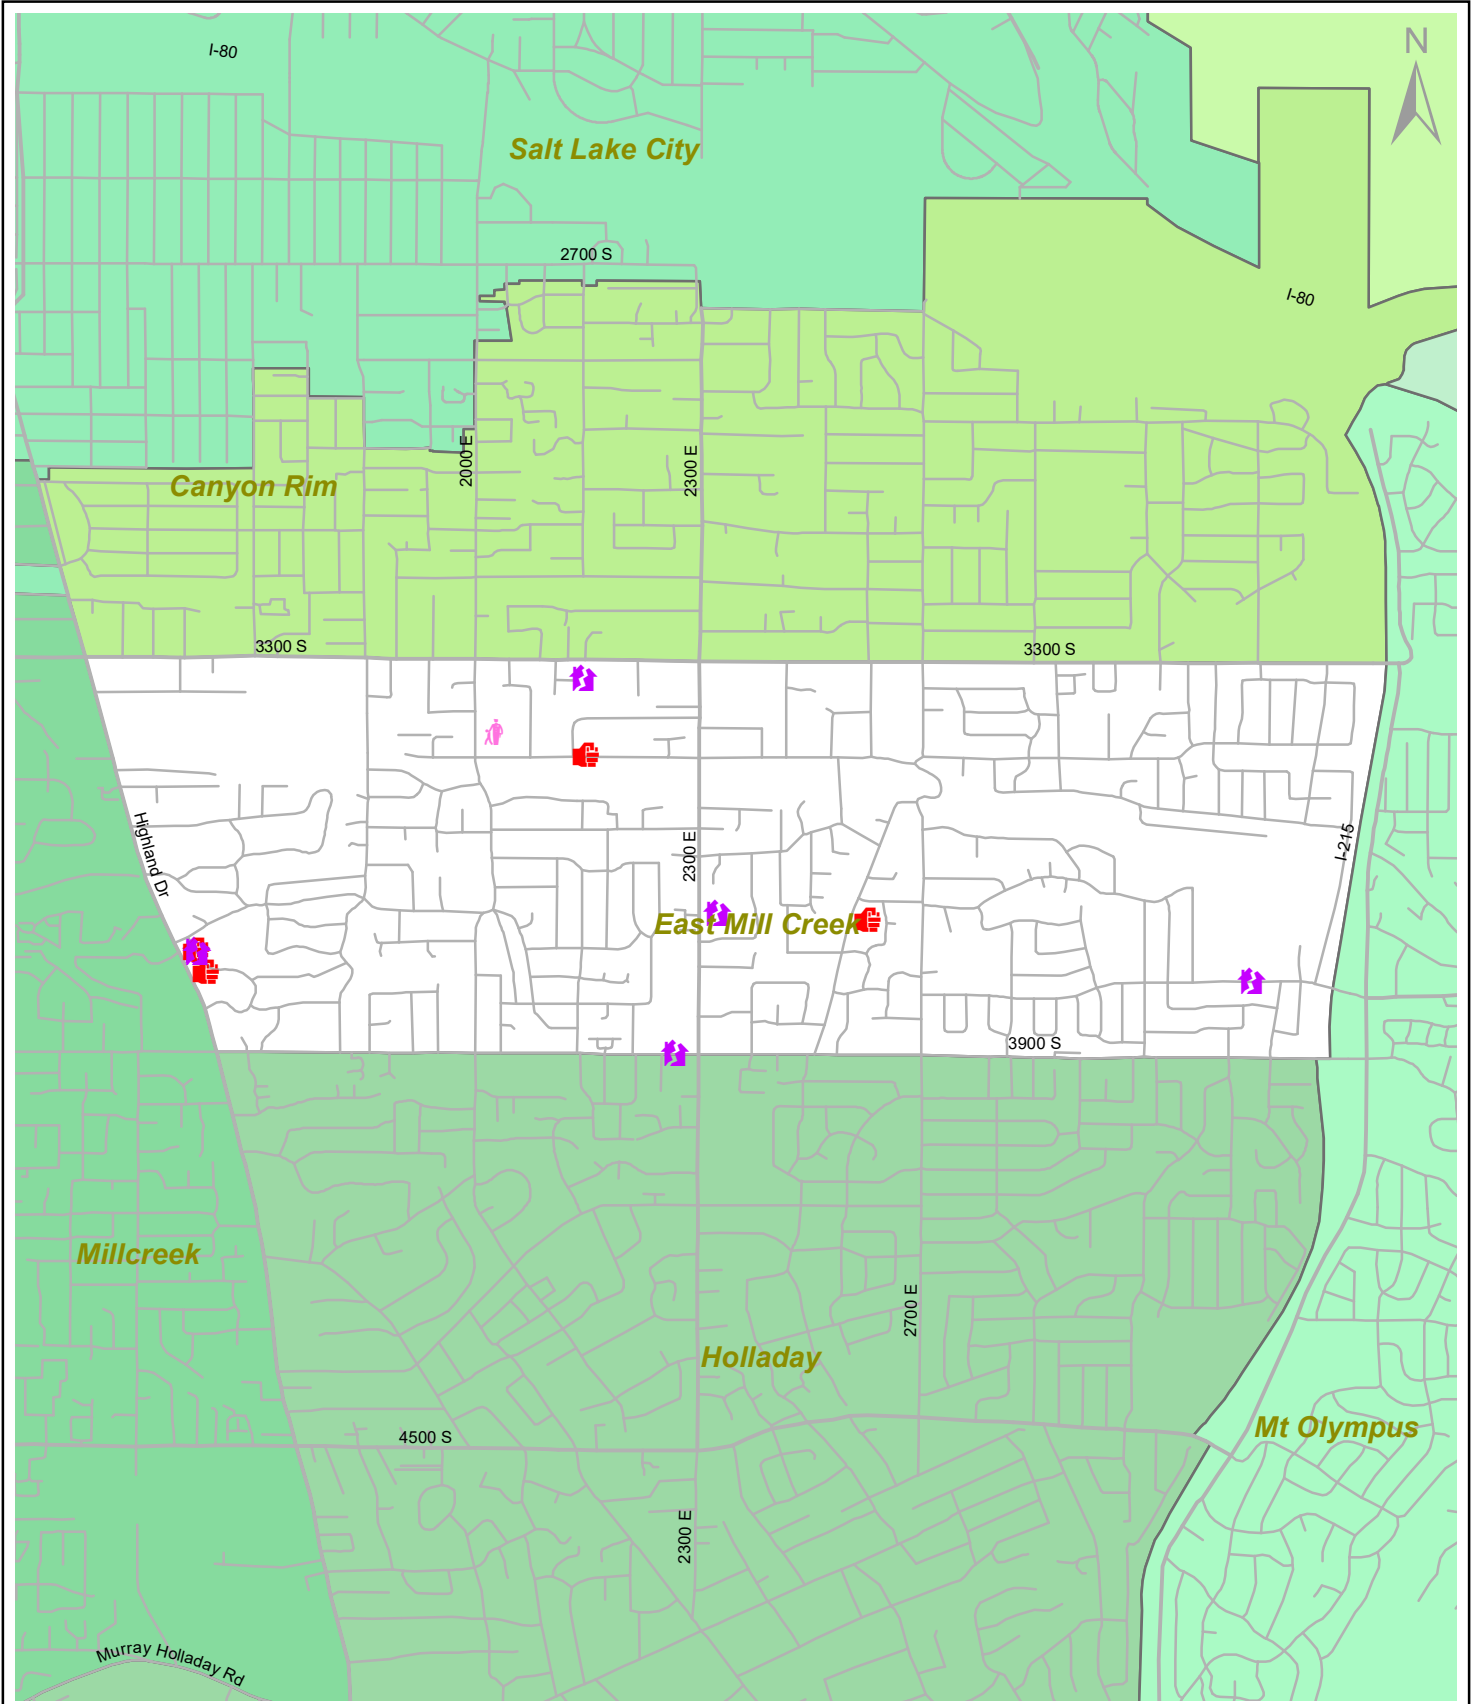 I-80
N
Salt Lake City
2700 S
I-80
2000 E
2300 E
Canyon Rim
3300 S
3300 S
Highland Dr
2300 E
I-215
East Mill Creek
3900 S
Millcreek
2700 E
Holladay
Mt Olympus
4500 S
2300 E
Murray Holladay Rd